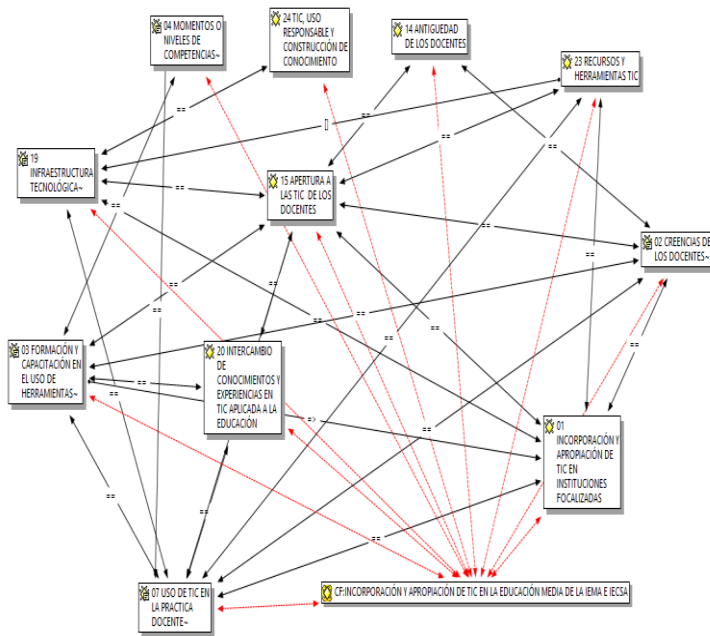 04 MOMENTOS O
NIVELES DE
COMPETENCIAS~
24 TIC, USO
RESPONSABLE Y
CONSTRUCCIÓN DE
CONOCIMIENTO
14 ANTIGUEDAD
DE LOS DOCENTES
23 RECURSOS Y
HERRAMIENTAS TIC
==
==
==
[]
==
==
19
INFRAESTRUCTURA
TECNOLÓGICA~
15 APERTURA A
LAS TIC DE LOS
DOCENTES
==
==
==
==
==
02 CREENCIAS DE
LOS DOCENTES~
==
==
==
==
==
==
==
03 FORMACIÓN Y
CAPACITACIÓN EN
EL USO DE
HERRAMIENTAS~
20 INTERCAMBIO
DE
CONOCIMIENTOS Y
EXPERIENCIAS EN
TIC APLICADA A LA
EDUCACIÓN
==
==
=>
==
01
INCORPORACIÓN Y
APROPIACIÓN DE
TIC EN
INSTITUCIONES
FOCALIZADAS
==
==
==
07 USO DE TIC EN
LA PRACTICA
DOCENTE~
CF:INCORPORACIÓN Y APROPIACIÓN DE TIC EN LA EDUCACIÓN MEDIA DE LA IEMA E IECSA